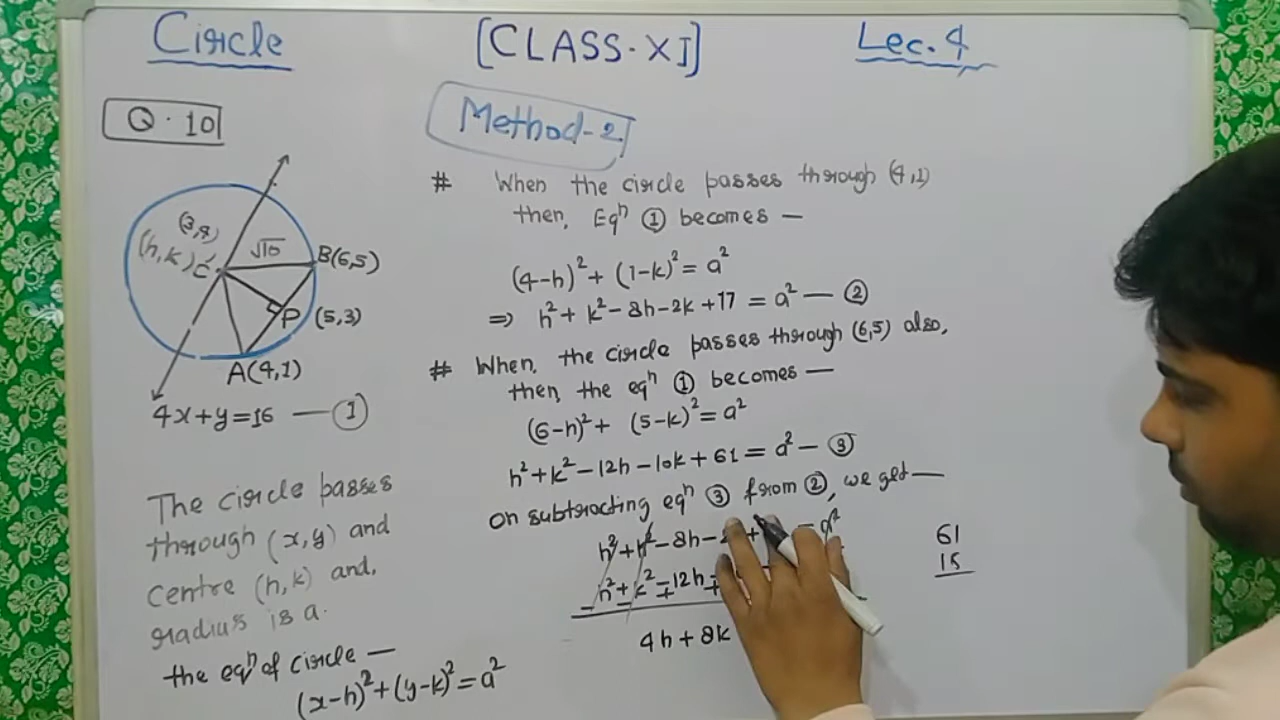 Circle
[CLASS-XI]
Lec. 4
Q. 10
Method-2
(3,4)
(h,k) C
√10
B(6,5)
P (5,3)
A(4,1)
4x+y=16 — ①
The circle passes
through (x,y) and
centre (h,k) and,
radius is a.
the eqⁿ of circle —
(x-h)²+(y-k)²=a²
# When the circle passes through (4,1)
then, Eqⁿ ① becomes —
(4-h)²+(1-k)²=a²
⇒ h²+k²-8h-2k+17=a² — ②
# When, the circle passes through (6,5) also,
then, the eqⁿ ① becomes —
(6-h)²+(5-k)²=a²
h²+k²-12h-10k+61=a² — ③
on subtracting eqⁿ ③ from ②, we get —
h²+k²-8h- + =a²
h²+k²-12h
- - + +
4h+8k
61